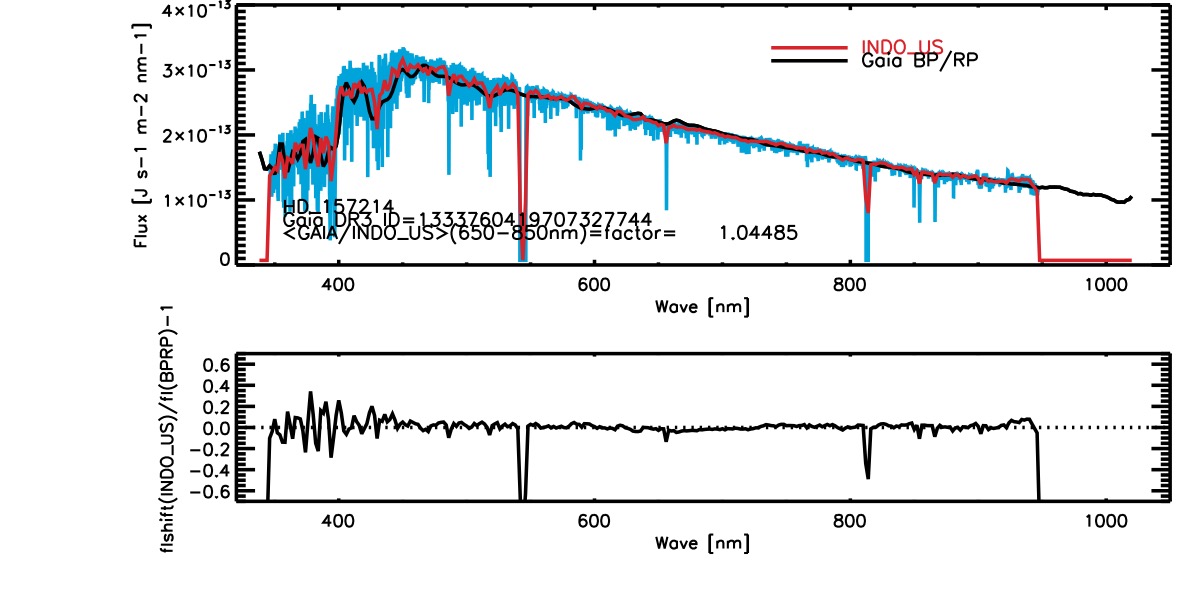 4×10−13
3×10−13
2×10−13
1×10−13
0
Flux [J s−1 m−2 nm−1]
INDO_US
Gaia BP/RP
HD_157214
Gaia DR3 ID=1333760419707327744
<GAIA/INDO_US>(650−850nm)=factor= 1.04485
400 600 800 1000
Wave [nm]
flshift(INDO_US)/fl(BPRP)−1
0.6
0.4
0.2
0.0
−0.2
−0.4
−0.6
400 600 800 1000
Wave [nm]